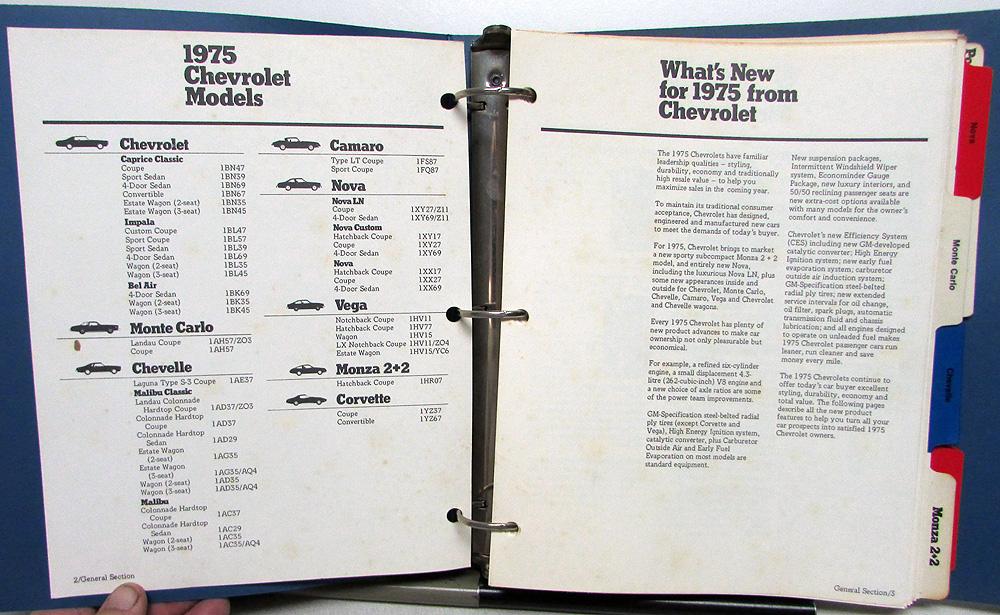 1975
Chevrolet
Models
Chevrolet
Caprice Classic
Coupe 1BN47
Sport Sedan 1BN39
4-Door Sedan 1BN69
Convertible 1BN67
Estate Wagon (2-seat) 1BN35
Estate Wagon (3-seat) 1BN45
Impala
Custom Coupe 1BL47
Sport Coupe 1BL57
Sport Sedan 1BL39
4-Door Sedan 1BL69
Wagon (2-seat) 1BL35
Wagon (3-seat) 1BL45
Bel Air
4-Door Sedan 1BK69
Wagon (2-seat) 1BK35
Wagon (3-seat) 1BK45
Monte Carlo
Landau Coupe 1AH57/ZO3
Coupe 1AH57
Chevelle
Laguna Type S-3 Coupe 1AE37
Malibu Classic
Landau Colonnade
Hardtop Coupe 1AD37/ZO3
Colonnade Hardtop
Coupe 1AD37
Colonnade Hardtop
Sedan 1AD29
Estate Wagon
(2-seat) 1AG35
Estate Wagon
(3-seat) 1AG35/AQ4
Wagon (2-seat) 1AD35
Wagon (3-seat) 1AD35/AQ4
Malibu
Colonnade Hardtop
Coupe 1AC37
Colonnade Hardtop
Sedan 1AC29
Wagon (2-seat) 1AC35
Wagon (3-seat) 1AC35/AQ4
Camaro
Type LT Coupe 1FS87
Sport Coupe 1FQ87
Nova
Nova LN
Coupe 1XY27/Z11
4-Door Sedan 1XY69/Z11
Nova Custom
Hatchback Coupe 1XY17
Coupe 1XY27
4-Door Sedan 1XY69
Nova
Hatchback Coupe 1XX17
Coupe 1XX27
4-Door Sedan 1XX69
Vega
Notchback Coupe 1HV11
Hatchback Coupe 1HV77
Wagon 1HV15
LX Notchback Coupe 1HV11/ZO4
Estate Wagon 1HV15/YC6
Monza 2+2
Hatchback Coupe 1HR07
Corvette
Coupe 1YZ37
Convertible 1YZ67
2/General Section
What's New
for 1975 from
Chevrolet
The 1975 Chevrolets have familiar
leadership qualities – styling,
durability, economy and traditionally
high resale value – to help you
maximize sales in the coming year.
To maintain its traditional consumer
acceptance, Chevrolet has designed,
engineered and manufactured new cars
to meet the demands of today's buyer.
For 1975, Chevrolet brings to market
a new sporty subcompact Monza 2 + 2
model, and entirely new Nova,
including the luxurious Nova LN, plus
some new appearances inside and
outside for Chevrolet, Monte Carlo,
Chevelle, Camaro, Vega and Chevrolet
and Chevelle wagons.
Every 1975 Chevrolet has plenty of
new product advances to make car
ownership not only pleasurable but
economical.
For example, a refined six-cylinder
engine, a small displacement 4.3-
litre (262-cubic-inch) V8 engine and
a new choice of axle ratios are some
of the power team improvements.
GM-Specification steel-belted radial
ply tires (except Corvette and
Vega), High Energy Ignition system,
catalytic converter, plus Carburetor
Outside Air and Early Fuel
Evaporation on most models are
standard equipment.
New suspension packages,
Intermittent Windshield Wiper
system, Econominder Gauge
Package, new luxury interiors, and
50/50 reclining passenger seats are
new extra-cost options available
with many models for the owner's
comfort and convenience.
Chevrolet's new Efficiency System
(CES) including new GM-developed
catalytic converter; High Energy
Ignition system; new early fuel
evaporation system; carburetor
outside air induction system;
GM-Specification steel-belted
radial ply tires; new extended
service intervals for oil change,
oil filter, spark plugs, automatic
transmission fluid and chassis
lubrication; and all engines designed
to operate on unleaded fuel makes
1975 Chevrolet passenger cars run
leaner, run cleaner and save
money every mile.
The 1975 Chevrolets continue to
offer today's car buyer excellent
styling, durability, economy and
total value. The following pages
describe all the new product
features to help you turn all your
car prospects into satisfied 1975
Chevrolet owners.
General Section/3
Nova
Monte Carlo
Chevelle
Monza 2+2